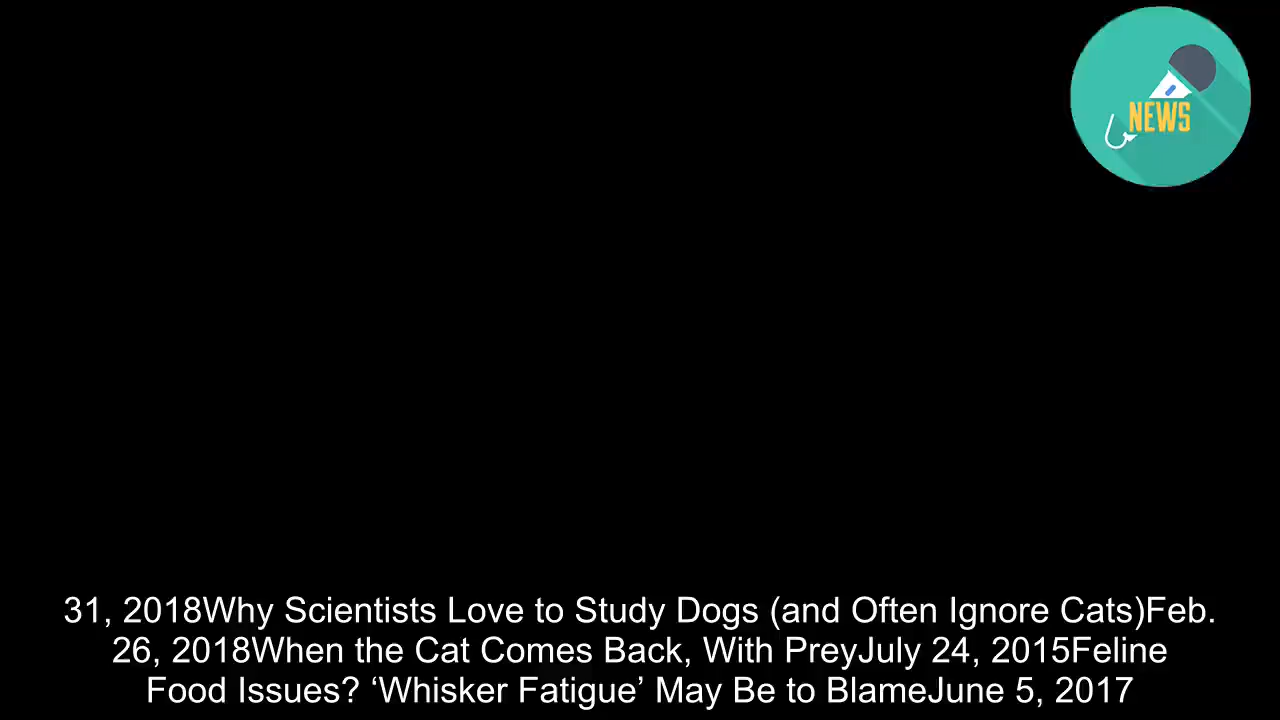 NEWS
31, 2018Why Scientists Love to Study Dogs (and Often Ignore Cats)Feb.
26, 2018When the Cat Comes Back, With PreyJuly 24, 2015Feline
Food Issues? ‘Whisker Fatigue’ May Be to BlameJune 5, 2017